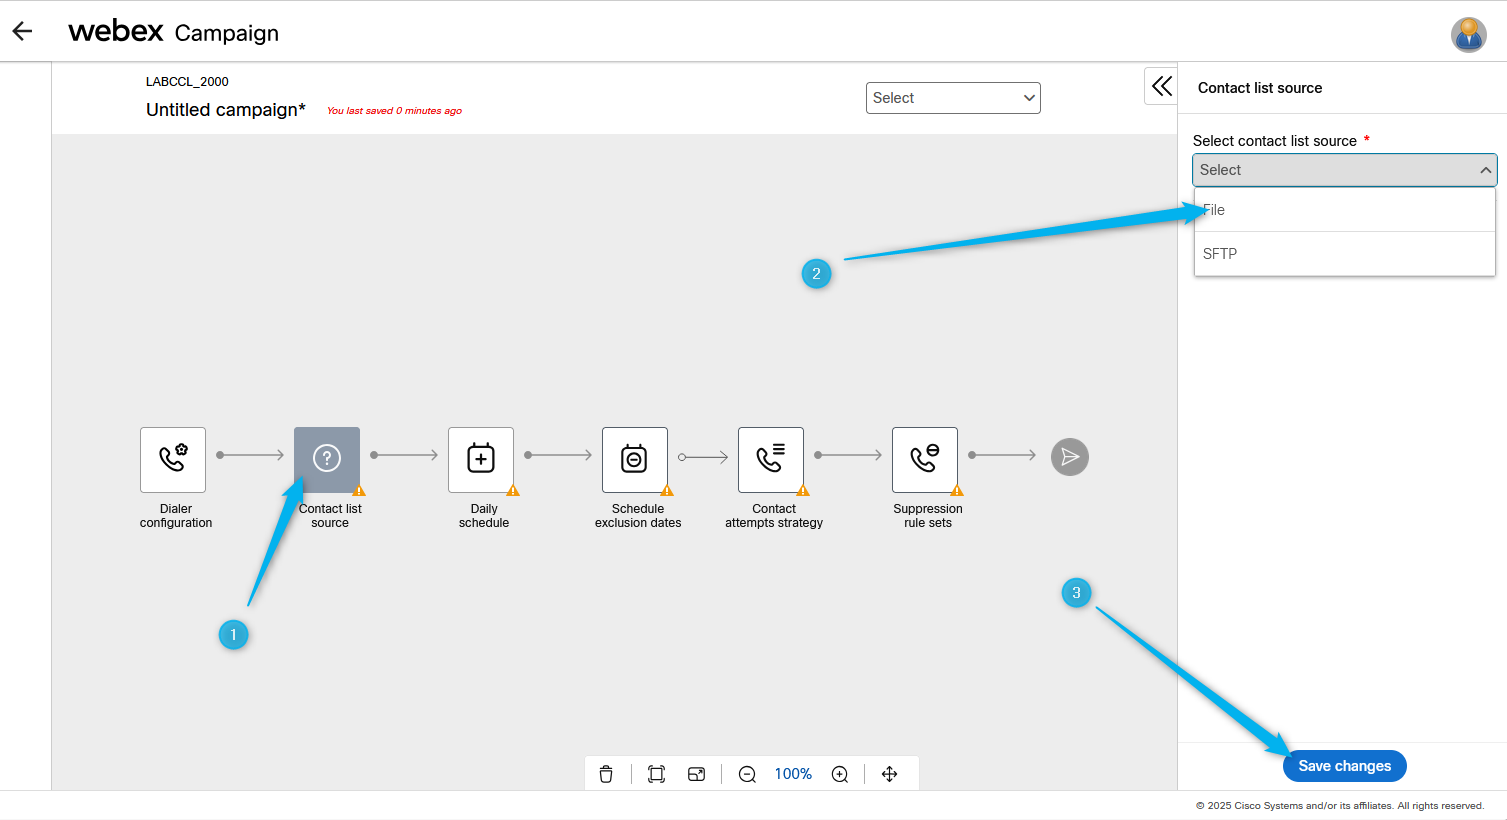 webex Campaign
LABCCL_2000
Untitled campaign*
You last saved 0 minutes ago
Select
Contact list source
Select contact list source *
Select
File
SFTP
2
Dialer
configuration
Contact list
source
Daily
schedule
Schedule
exclusion dates
Contact
attempts strategy
Suppression
rule sets
1
3
100%
Save changes
© 2025 Cisco Systems and/or its affiliates. All rights reserved.